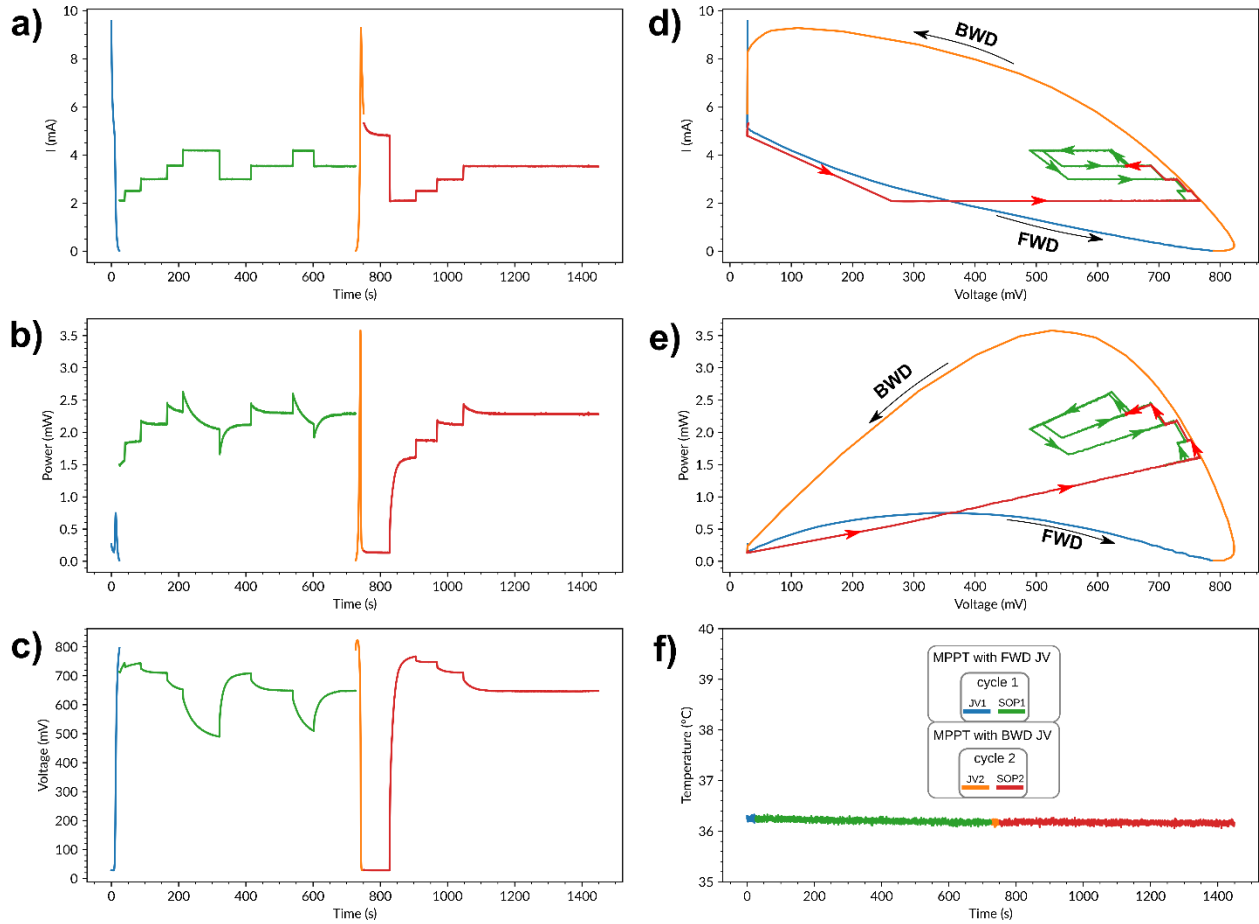 a)
10
8
6
4
2
0
I (mA)
0 200 400 600 800 1000 1200 1400
Time (s)
d)
10
8
6
4
2
0
I (mA)
BWD
FWD
0 100 200 300 400 500 600 700 800
Voltage (mV)
b)
3.5
3.0
2.5
2.0
1.5
1.0
0.5
0.0
Power (mW)
0 200 400 600 800 1000 1200 1400
Time (s)
e)
3.5
3.0
2.5
2.0
1.5
1.0
0.5
0.0
Power (mW)
BWD
FWD
0 100 200 300 400 500 600 700 800
Voltage (mV)
c)
800
700
600
500
400
300
200
100
0
Voltage (mV)
0 200 400 600 800 1000 1200 1400
Time (s)
f)
40
39
38
37
36
35
Temperature (°C)
MPPT with FWD JV
cycle 1
JV1 SOP1
MPPT with BWD JV
cycle 2
JV2 SOP2
0 200 400 600 800 1000 1200 1400
Time (s)